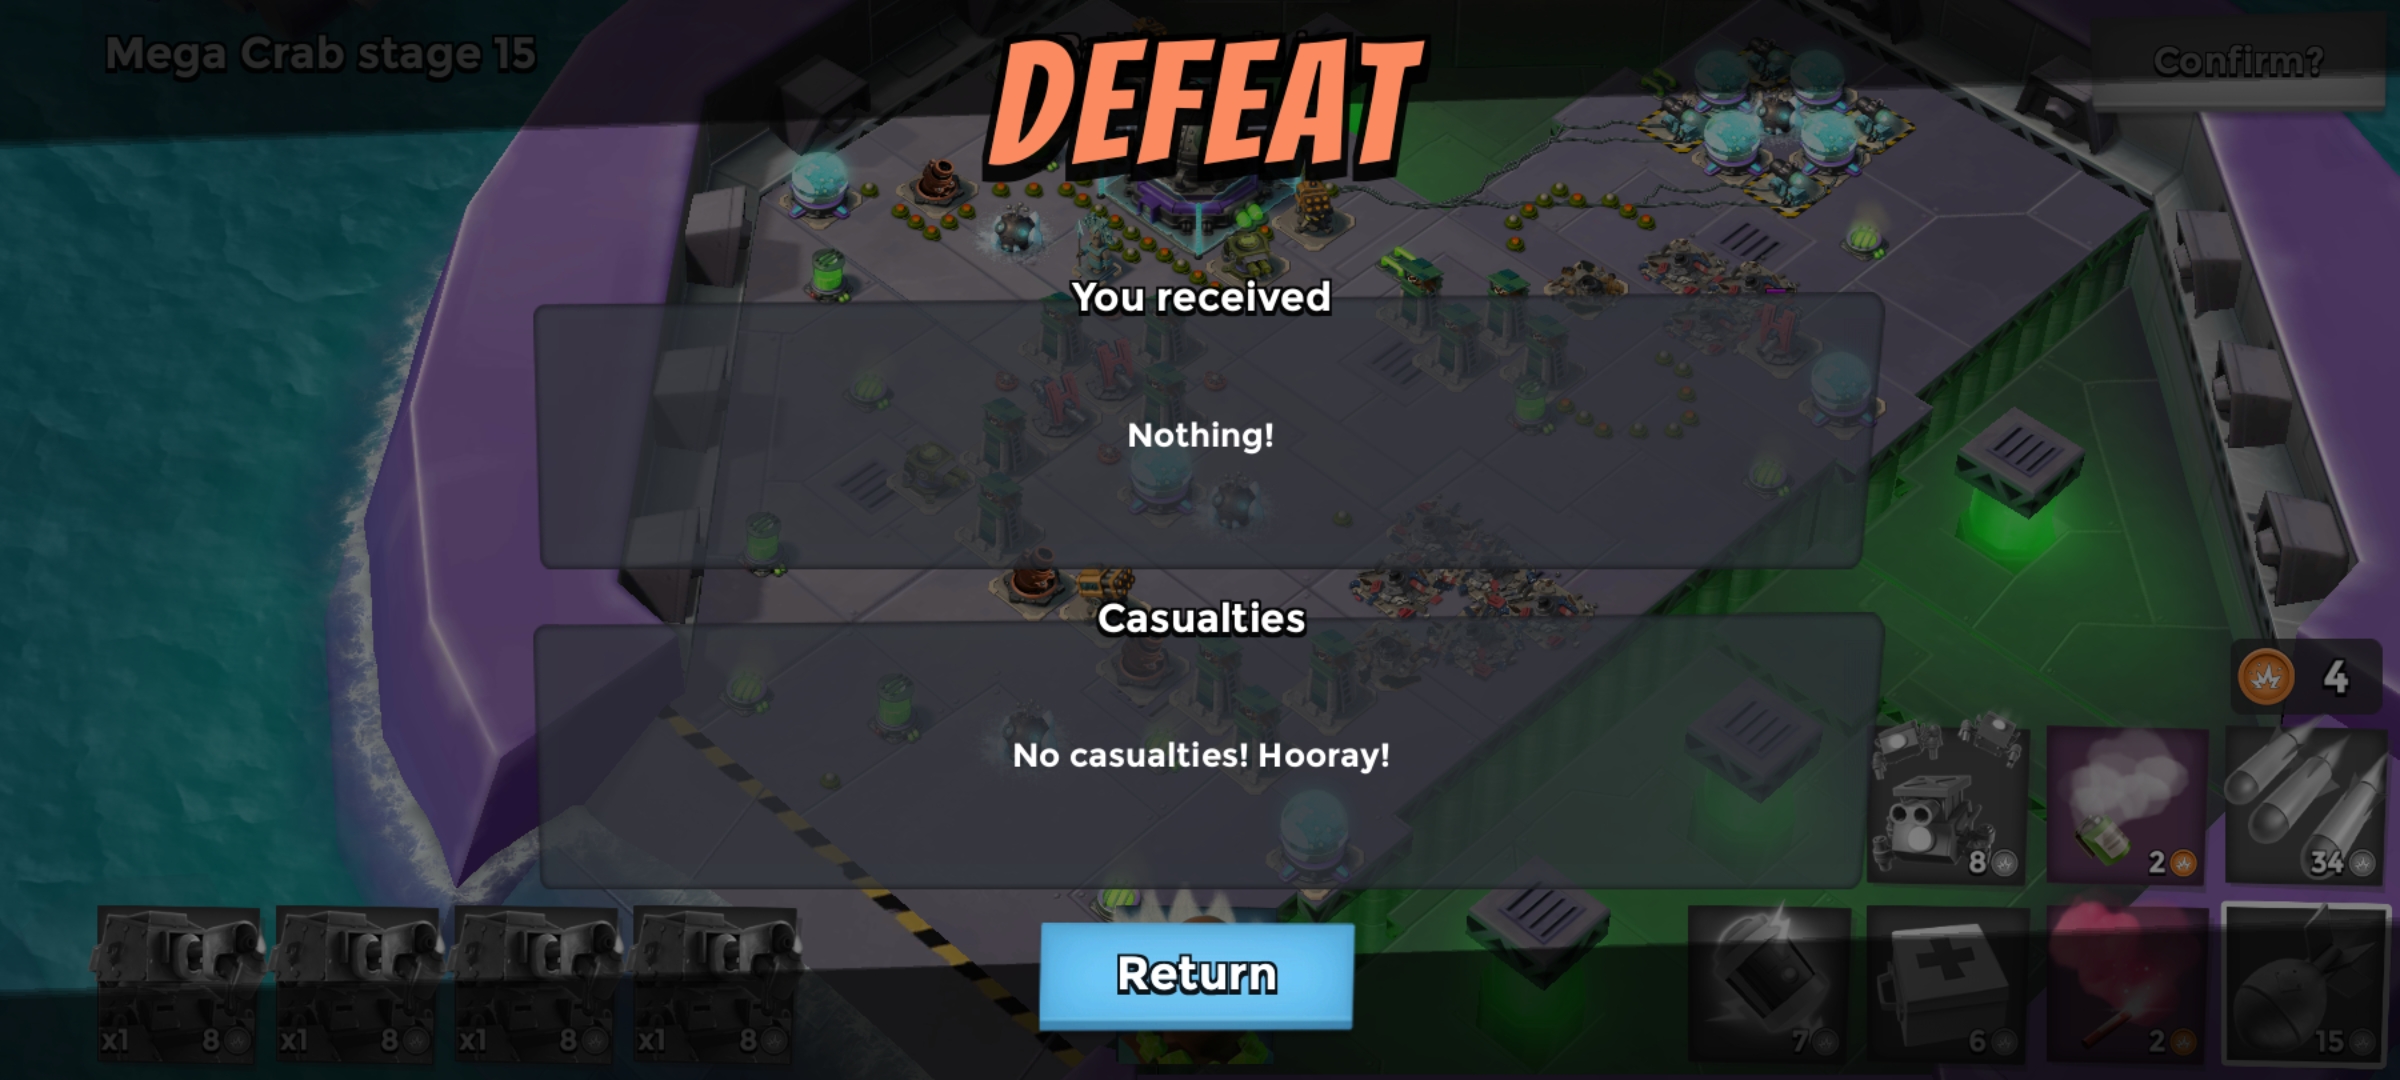 Mega Crab stage 15
DEFEAT
Confirm?
You received
Nothing!
Casualties
No casualties! Hooray!
4
8
2
34
Return
x1 8
x1 8
x1 8
x1 8
7
6
2
15